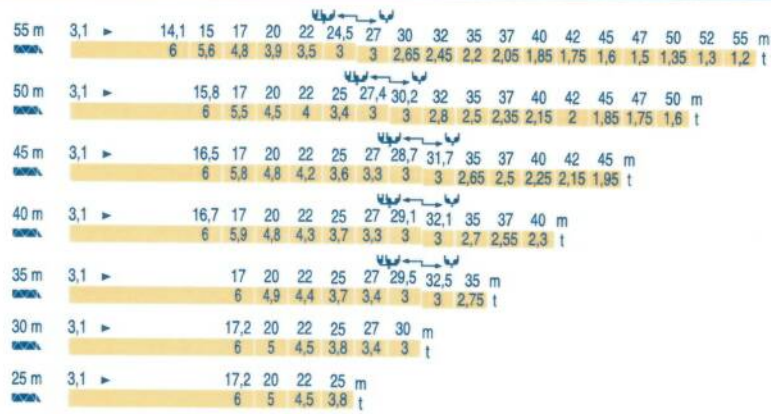 55 m 3,1 ► 14,1 15 17 20 22 24,5 27 30 32 35 37 40 42 45 47 50 52 55 m
6 5,6 4,8 3,9 3,5 3 3 2,65 2,45 2,2 2,05 1,85 1,75 1,6 1,5 1,35 1,3 1,2 t
50 m 3,1 ► 15,8 17 20 22 25 27,4 30,2 32 35 37 40 42 45 47 50 m
6 5,5 4,5 4 3,4 3 3 2,8 2,5 2,35 2,15 2 1,85 1,75 1,6 t
45 m 3,1 ► 16,5 17 20 22 25 27 28,7 31,7 35 37 40 42 45 m
6 5,8 4,8 4,2 3,6 3,3 3 3 2,65 2,5 2,25 2,15 1,95 t
40 m 3,1 ► 16,7 17 20 22 25 27 29,1 32,1 35 37 40 m
6 5,9 4,8 4,3 3,7 3,3 3 3 2,7 2,55 2,3 t
35 m 3,1 ► 17 20 22 25 27 29,5 32,5 35 m
6 4,9 4,4 3,7 3,4 3 3 2,75 t
30 m 3,1 ► 17,2 20 22 25 27 30 m
6 5 4,5 3,8 3,4 3 t
25 m 3,1 ► 17,2 20 22 25 m
6 5 4,5 3,8 t